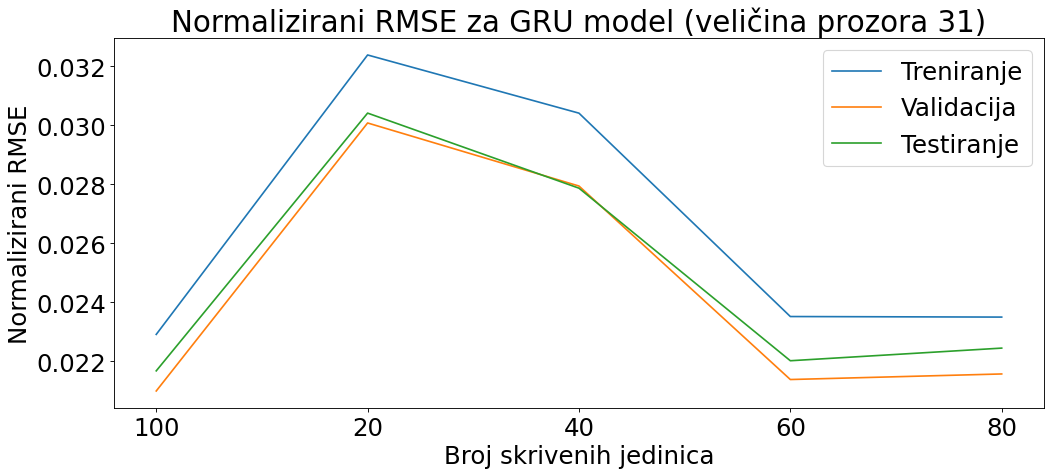 Normalizirani RMSE za GRU model (veličina prozora 31)
Normalizirani RMSE
0.032
0.030
0.028
0.026
0.024
0.022
Treniranje
Validacija
Testiranje
100 20 40 60 80
Broj skrivenih jedinica